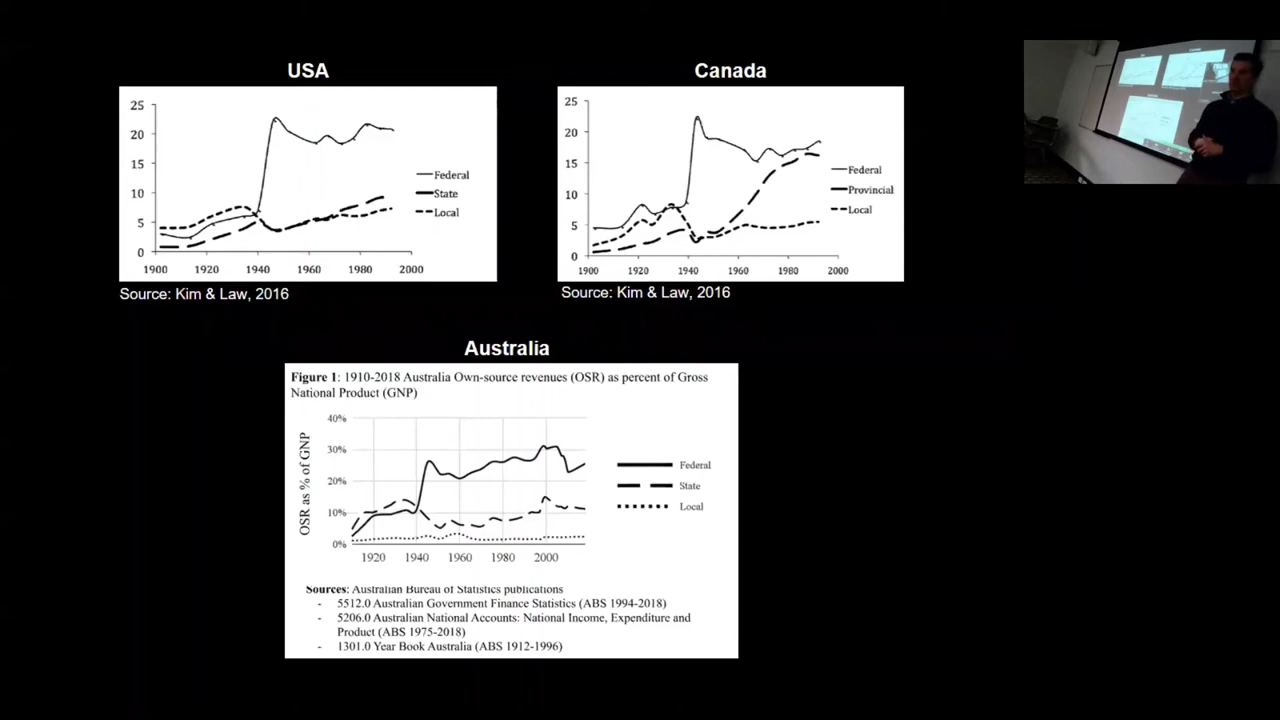 USA
25
20
15
10
5
0
1900 1920 1940 1960 1980 2000
Federal
State
Local
Source: Kim & Law, 2016
Canada
25
20
15
10
5
0
1900 1920 1940 1960 1980 2000
Federal
Provincial
Local
Source: Kim & Law, 2016
Australia
Figure 1: 1910-2018 Australia Own-source revenues (OSR) as percent of Gross
National Product (GNP)
OSR as % of GNP
40%
30%
20%
10%
0%
1920 1940 1960 1980 2000
Federal
State
Local
Sources: Australian Bureau of Statistics publications
- 5512.0 Australian Government Finance Statistics (ABS 1994-2018)
- 5206.0 Australian National Accounts: National Income, Expenditure and
Product (ABS 1975-2018)
- 1301.0 Year Book Australia (ABS 1912-1996)